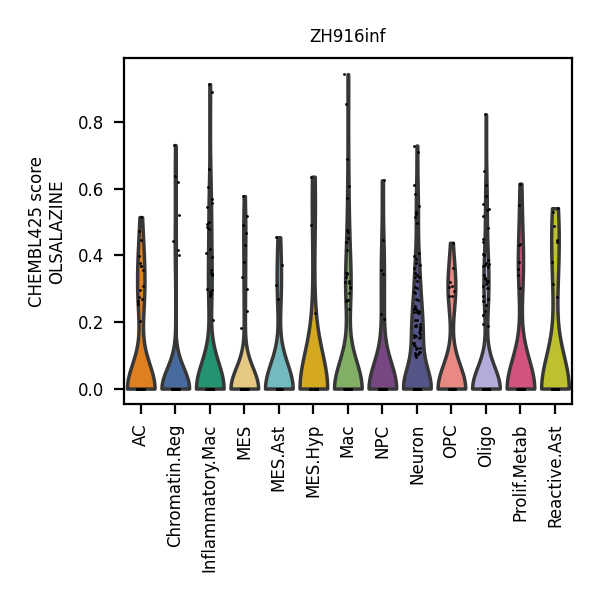 ZH916inf
CHEMBL425 score
OLSALAZINE
0.8
0.6
0.4
0.2
0.0
AC
Chromatin.Reg
Inflammatory.Mac
MES
MES.Ast
MES.Hyp
Mac
NPC
Neuron
OPC
Oligo
Prolif.Metab
Reactive.Ast